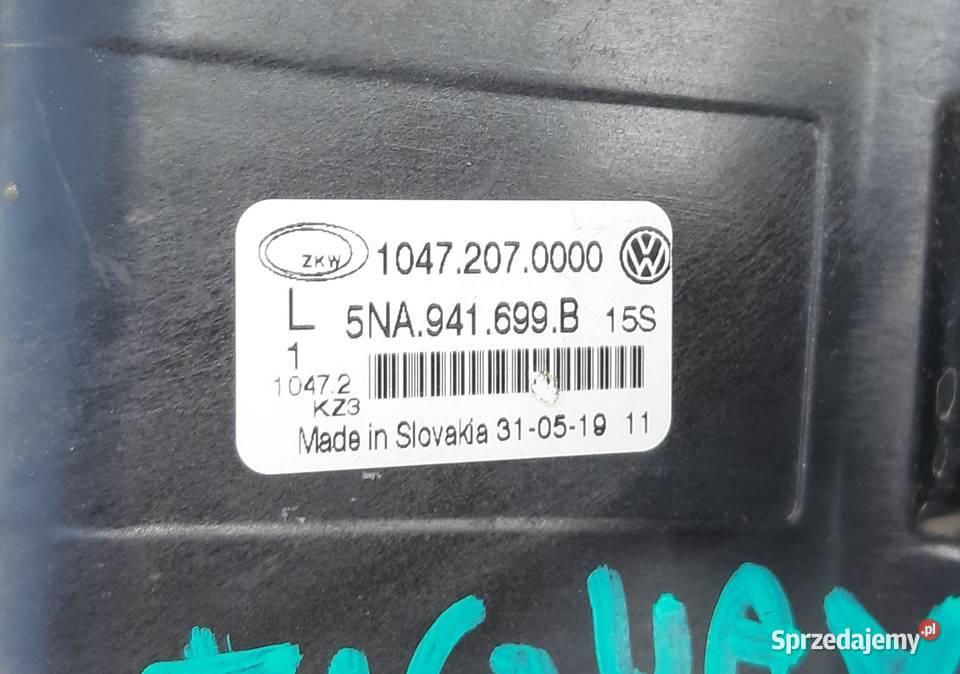 ZKW 1047.207.0000 VW
L 5NA.941.699.B 15S
1
1047.2
KZ3
Made in Slovakia 31-05-19 11
Sprzedajemy.pl